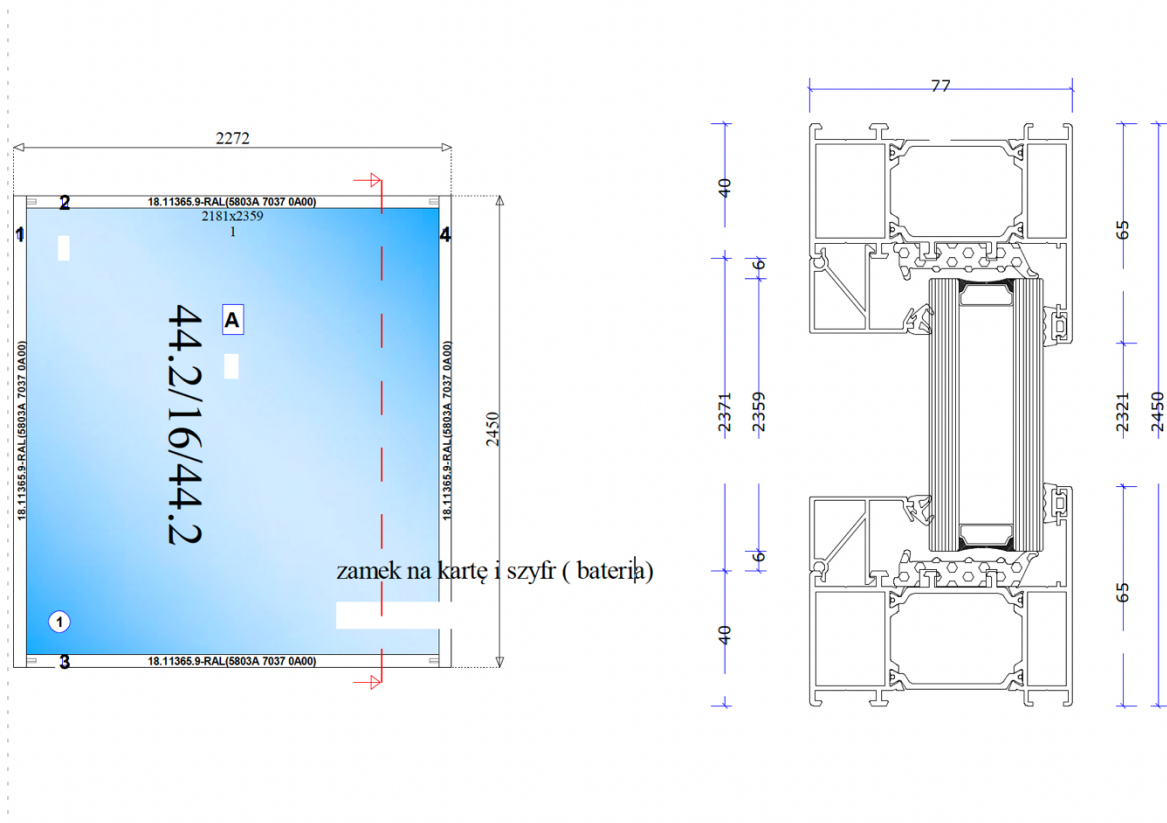 2272
2
18.11365.9-RAL(5803A 7037 0A00)
2181x2359
1
1
4
A
44.2/16/44.2
18.11365.9-RAL(5803A 7037 0A00)
18.11365.9-RAL(5803A 7037 0A00)
2450
zamek na kartę i szyfr ( bateria)
1
3
18.11365.9-RAL(5803A 7037 0A00)
77
40
65
6
2371
2359
2321
2450
6
40
65